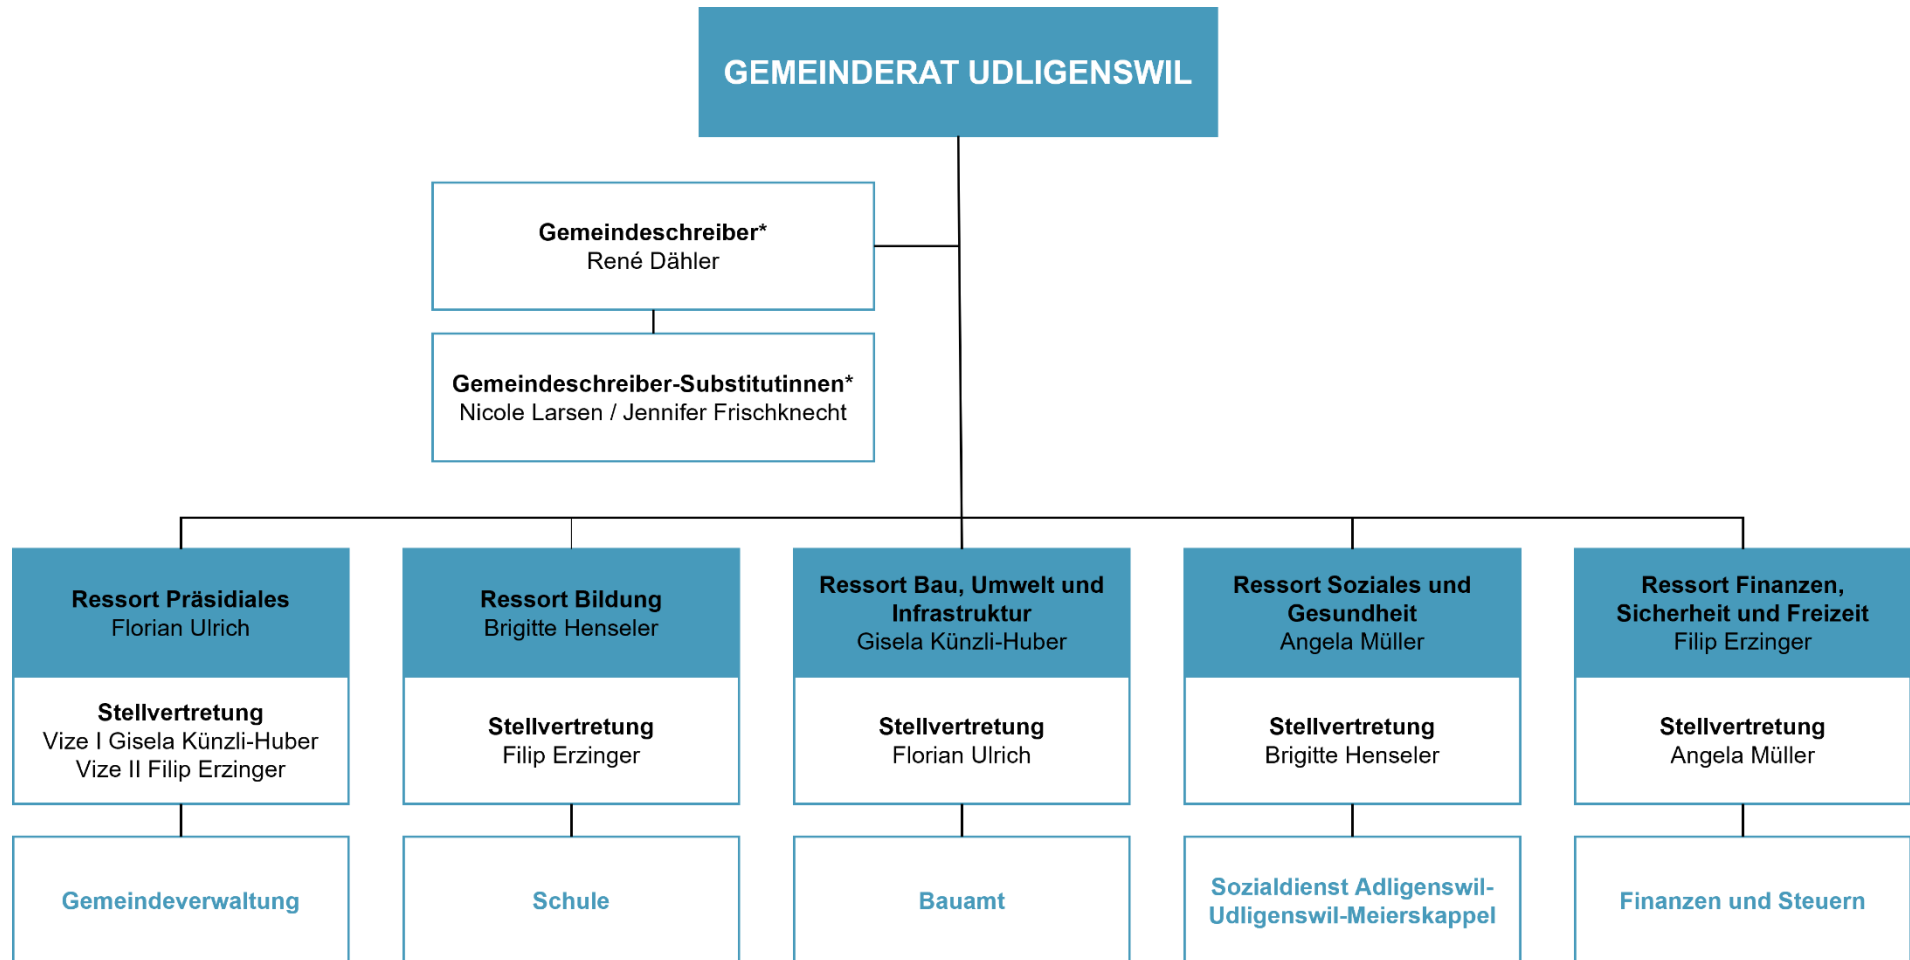 GEMEINDERAT UDLIGENSWIL
Gemeindeschreiber*
René Dähler
Gemeindeschreiber-Substitutinnen*
Nicole Larsen / Jennifer Frischknecht
Ressort Präsidiales
Florian Ulrich
Stellvertretung
Vize I Gisela Künzli-Huber
Vize II Filip Erzinger
Gemeindeverwaltung
Ressort Bildung
Brigitte Henseler
Stellvertretung
Filip Erzinger
Schule
Ressort Bau, Umwelt und
Infrastruktur
Gisela Künzli-Huber
Stellvertretung
Florian Ulrich
Bauamt
Ressort Soziales und
Gesundheit
Angela Müller
Stellvertretung
Brigitte Henseler
Sozialdienst Adligenswil-
Udligenswil-Meierskappel
Ressort Finanzen,
Sicherheit und Freizeit
Filip Erzinger
Stellvertretung
Angela Müller
Finanzen und Steuern